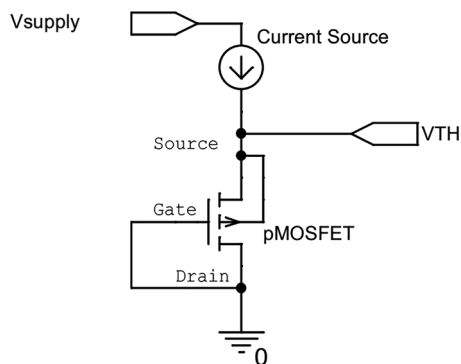 Vsupply
Current Source
VTH
Source
Gate
pMOSFET
Drain
0